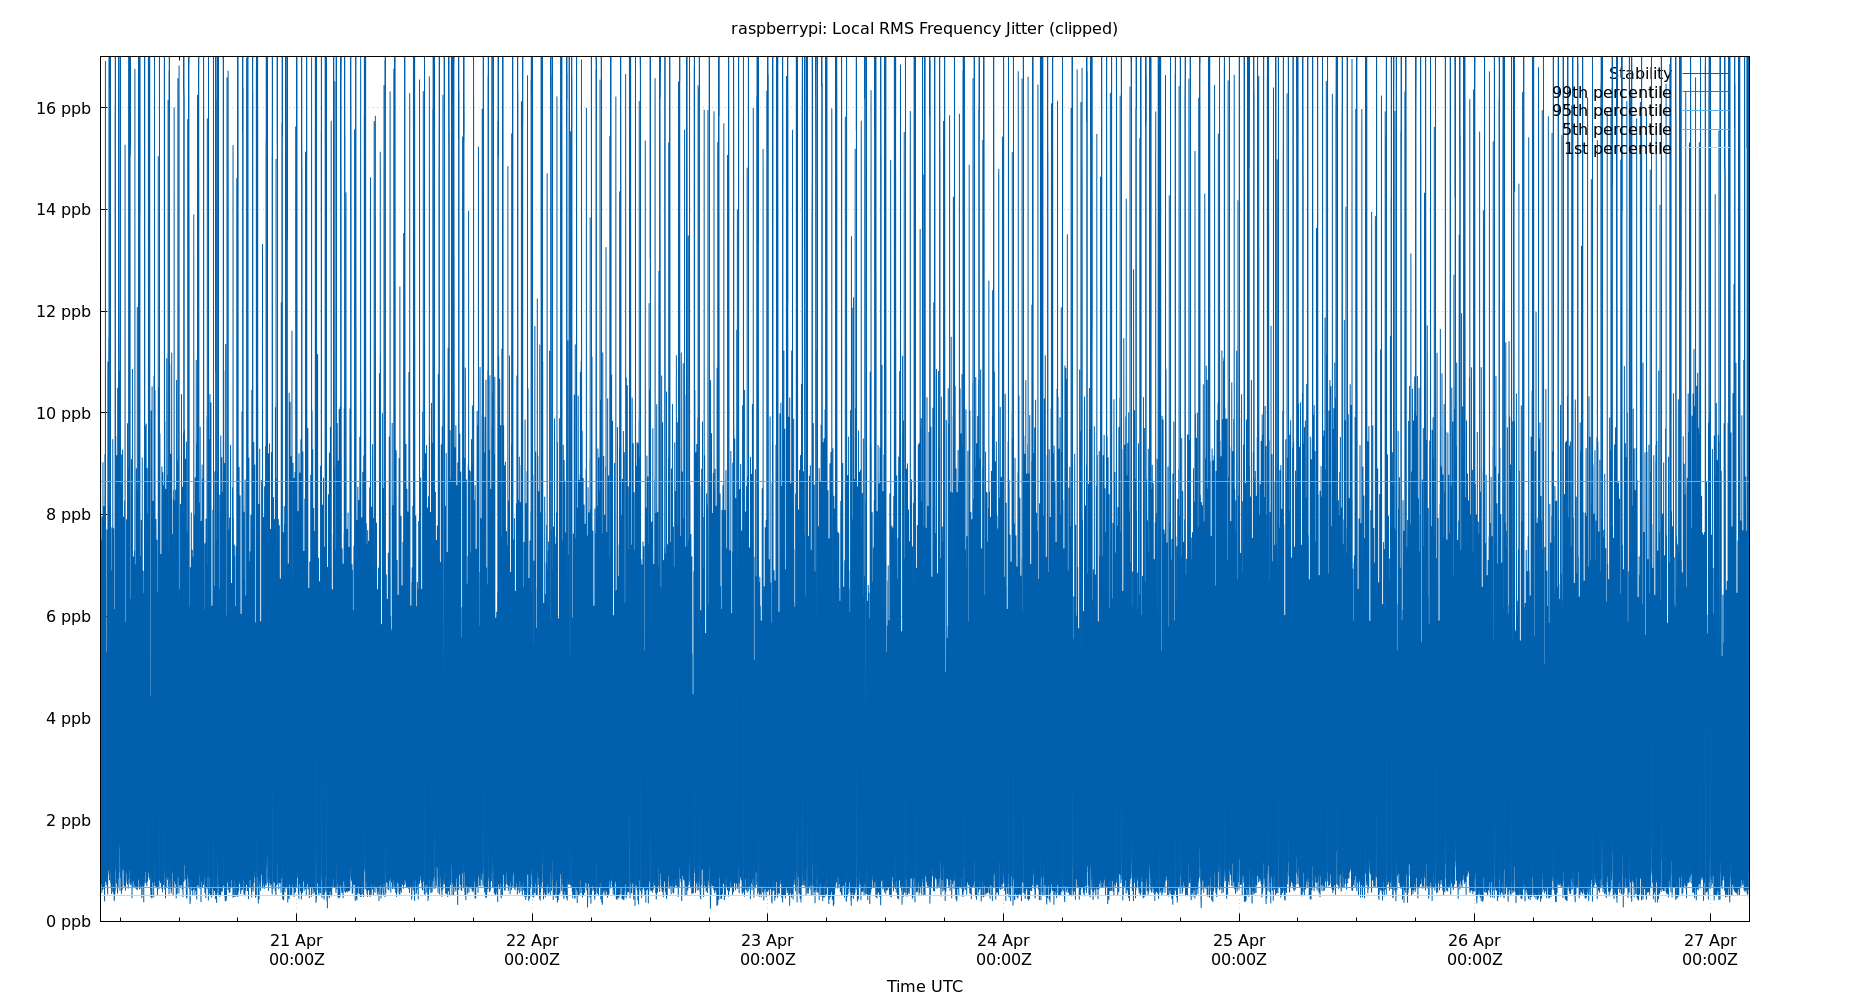 raspberrypi: Local RMS Frequency Jitter (clipped)
Stability
99th percentile
95th percentile
5th percentile
1st percentile
16 ppb
14 ppb
12 ppb
10 ppb
8 ppb
6 ppb
4 ppb
2 ppb
0 ppb
21 Apr 22 Apr 23 Apr 24 Apr 25 Apr 26 Apr 27 Apr
00:00Z 00:00Z 00:00Z 00:00Z 00:00Z 00:00Z 00:00Z
Time UTC